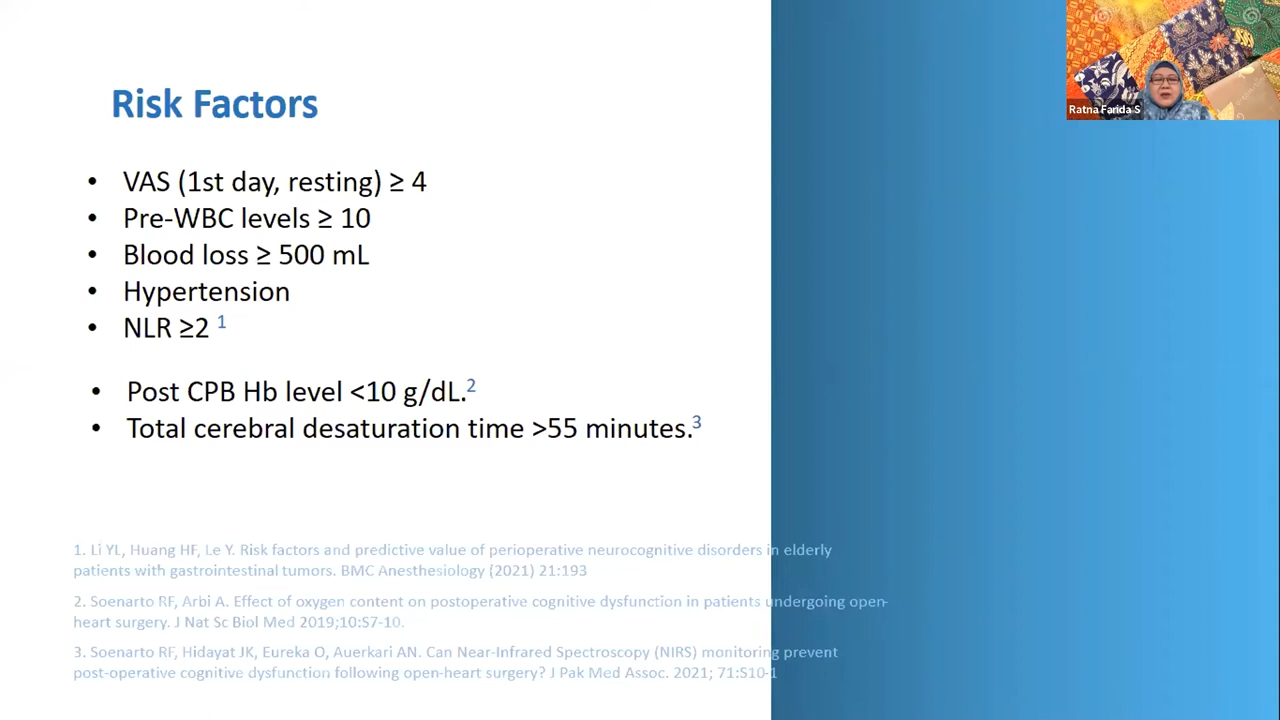 Risk Factors
Ratna Farida S
• VAS (1st day, resting) ≥ 4
• Pre-WBC levels ≥ 10
• Blood loss ≥ 500 mL
• Hypertension
• NLR ≥2 1
• Post CPB Hb level <10 g/dL.2
• Total cerebral desaturation time >55 minutes.3
1. Li YL, Huang HF, Le Y. Risk factors and predictive value of perioperative neurocognitive disorders in elderly
patients with gastrointestinal tumors. BMC Anesthesiology (2021) 21:193
2. Soenarto RF, Arbi A. Effect of oxygen content on postoperative cognitive dysfunction in patients undergoing open-
heart surgery. J Nat Sc Biol Med 2019;10:S7-10.
3. Soenarto RF, Hidayat JK, Eureka O, Auerkari AN. Can Near-Infrared Spectroscopy (NIRS) monitoring prevent
post-operative cognitive dysfunction following open-heart surgery? J Pak Med Assoc. 2021; 71:S10-1